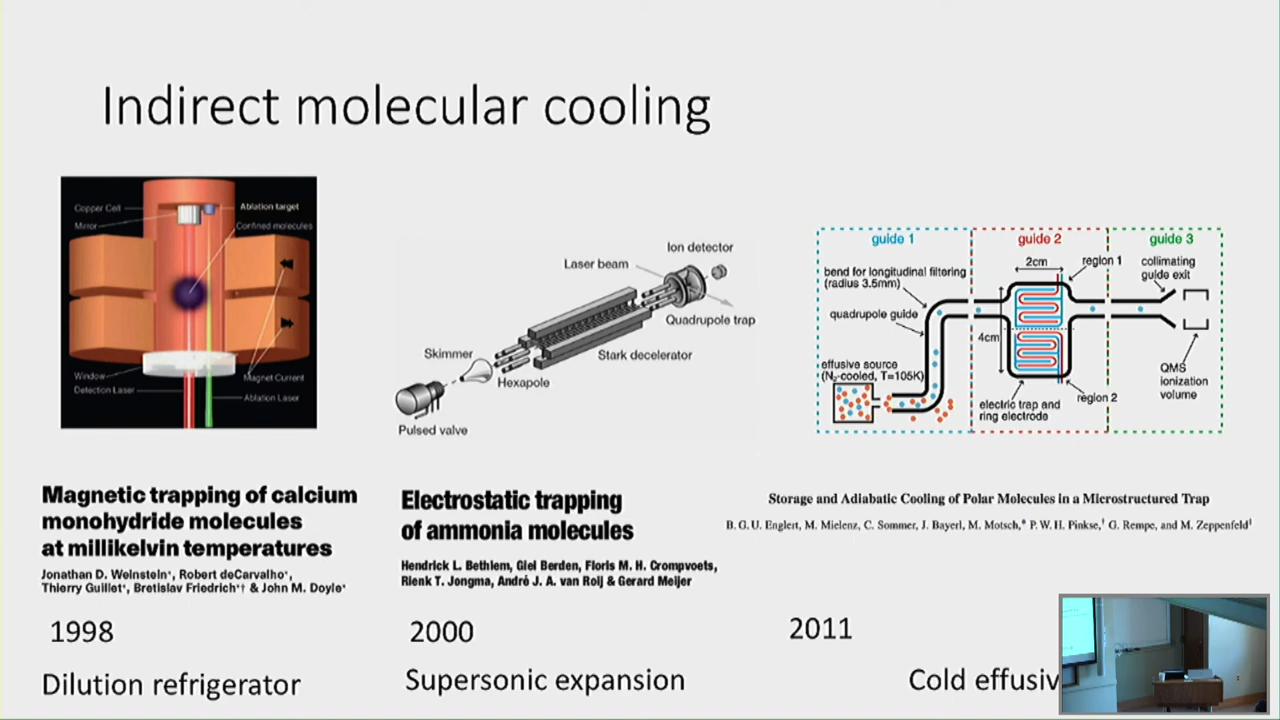 Indirect molecular cooling
Copper Cell
Mirror
Ablation target
Confined molecules
Window
Detection Laser
Magnet Current
Ablation Laser
Magnetic trapping of calcium
monohydride molecules
at millikelvin temperatures
Jonathan D. Weinstein*, Robert deCarvalho*,
Thierry Guillet*, Bretislav Friedrich*† & John M. Doyle*
1998
Dilution refrigerator
Ion detector
Laser beam
Quadrupole trap
Stark decelerator
Skimmer
Hexapole
Pulsed valve
Electrostatic trapping
of ammonia molecules
Hendrick L. Bethlem, Giel Berden, Floris M. H. Crompvoets,
Rienk T. Jongma, André J. A. van Roij & Gerard Meijer
2000
Supersonic expansion
guide 1
guide 2
guide 3
bend for longitudinal filtering
(radius 3.5mm)
quadrupole guide
effusive source
(N2-cooled, T=105K)
2cm
region 1
4cm
electric trap and
ring electrode
region 2
collimating
guide exit
QMS
ionization
volume
Storage and Adiabatic Cooling of Polar Molecules in a Microstructured Trap
B. G. U. Englert, M. Mielenz, C. Sommer, J. Bayerl, M. Motsch,* P. W. H. Pinkse,† G. Rempe, and M. Zeppenfeld‡
2011
Cold effusiv